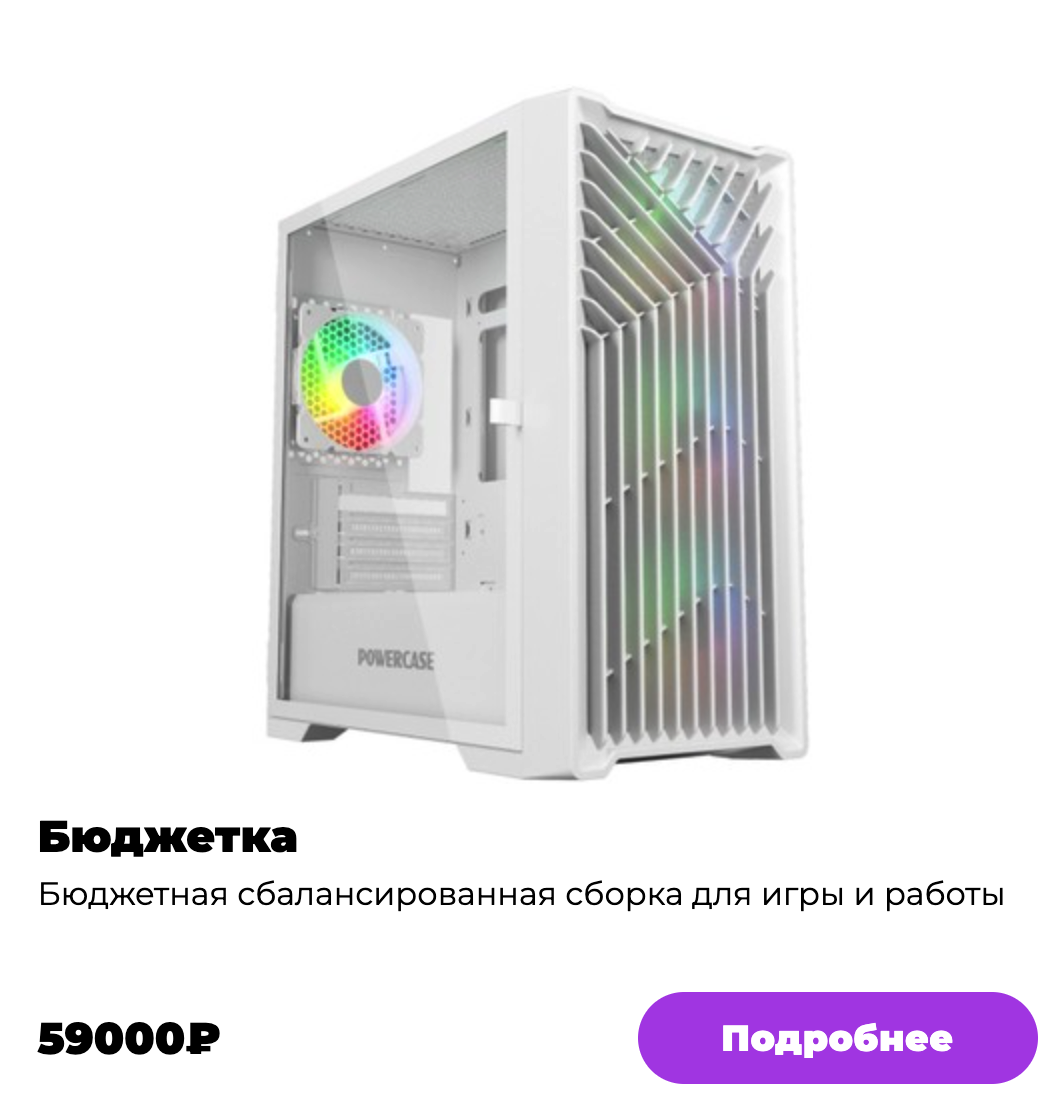 POWERCASE
Бюджетка
Бюджетная сбалансированная сборка для игры и работы
59000₽
Подробнее